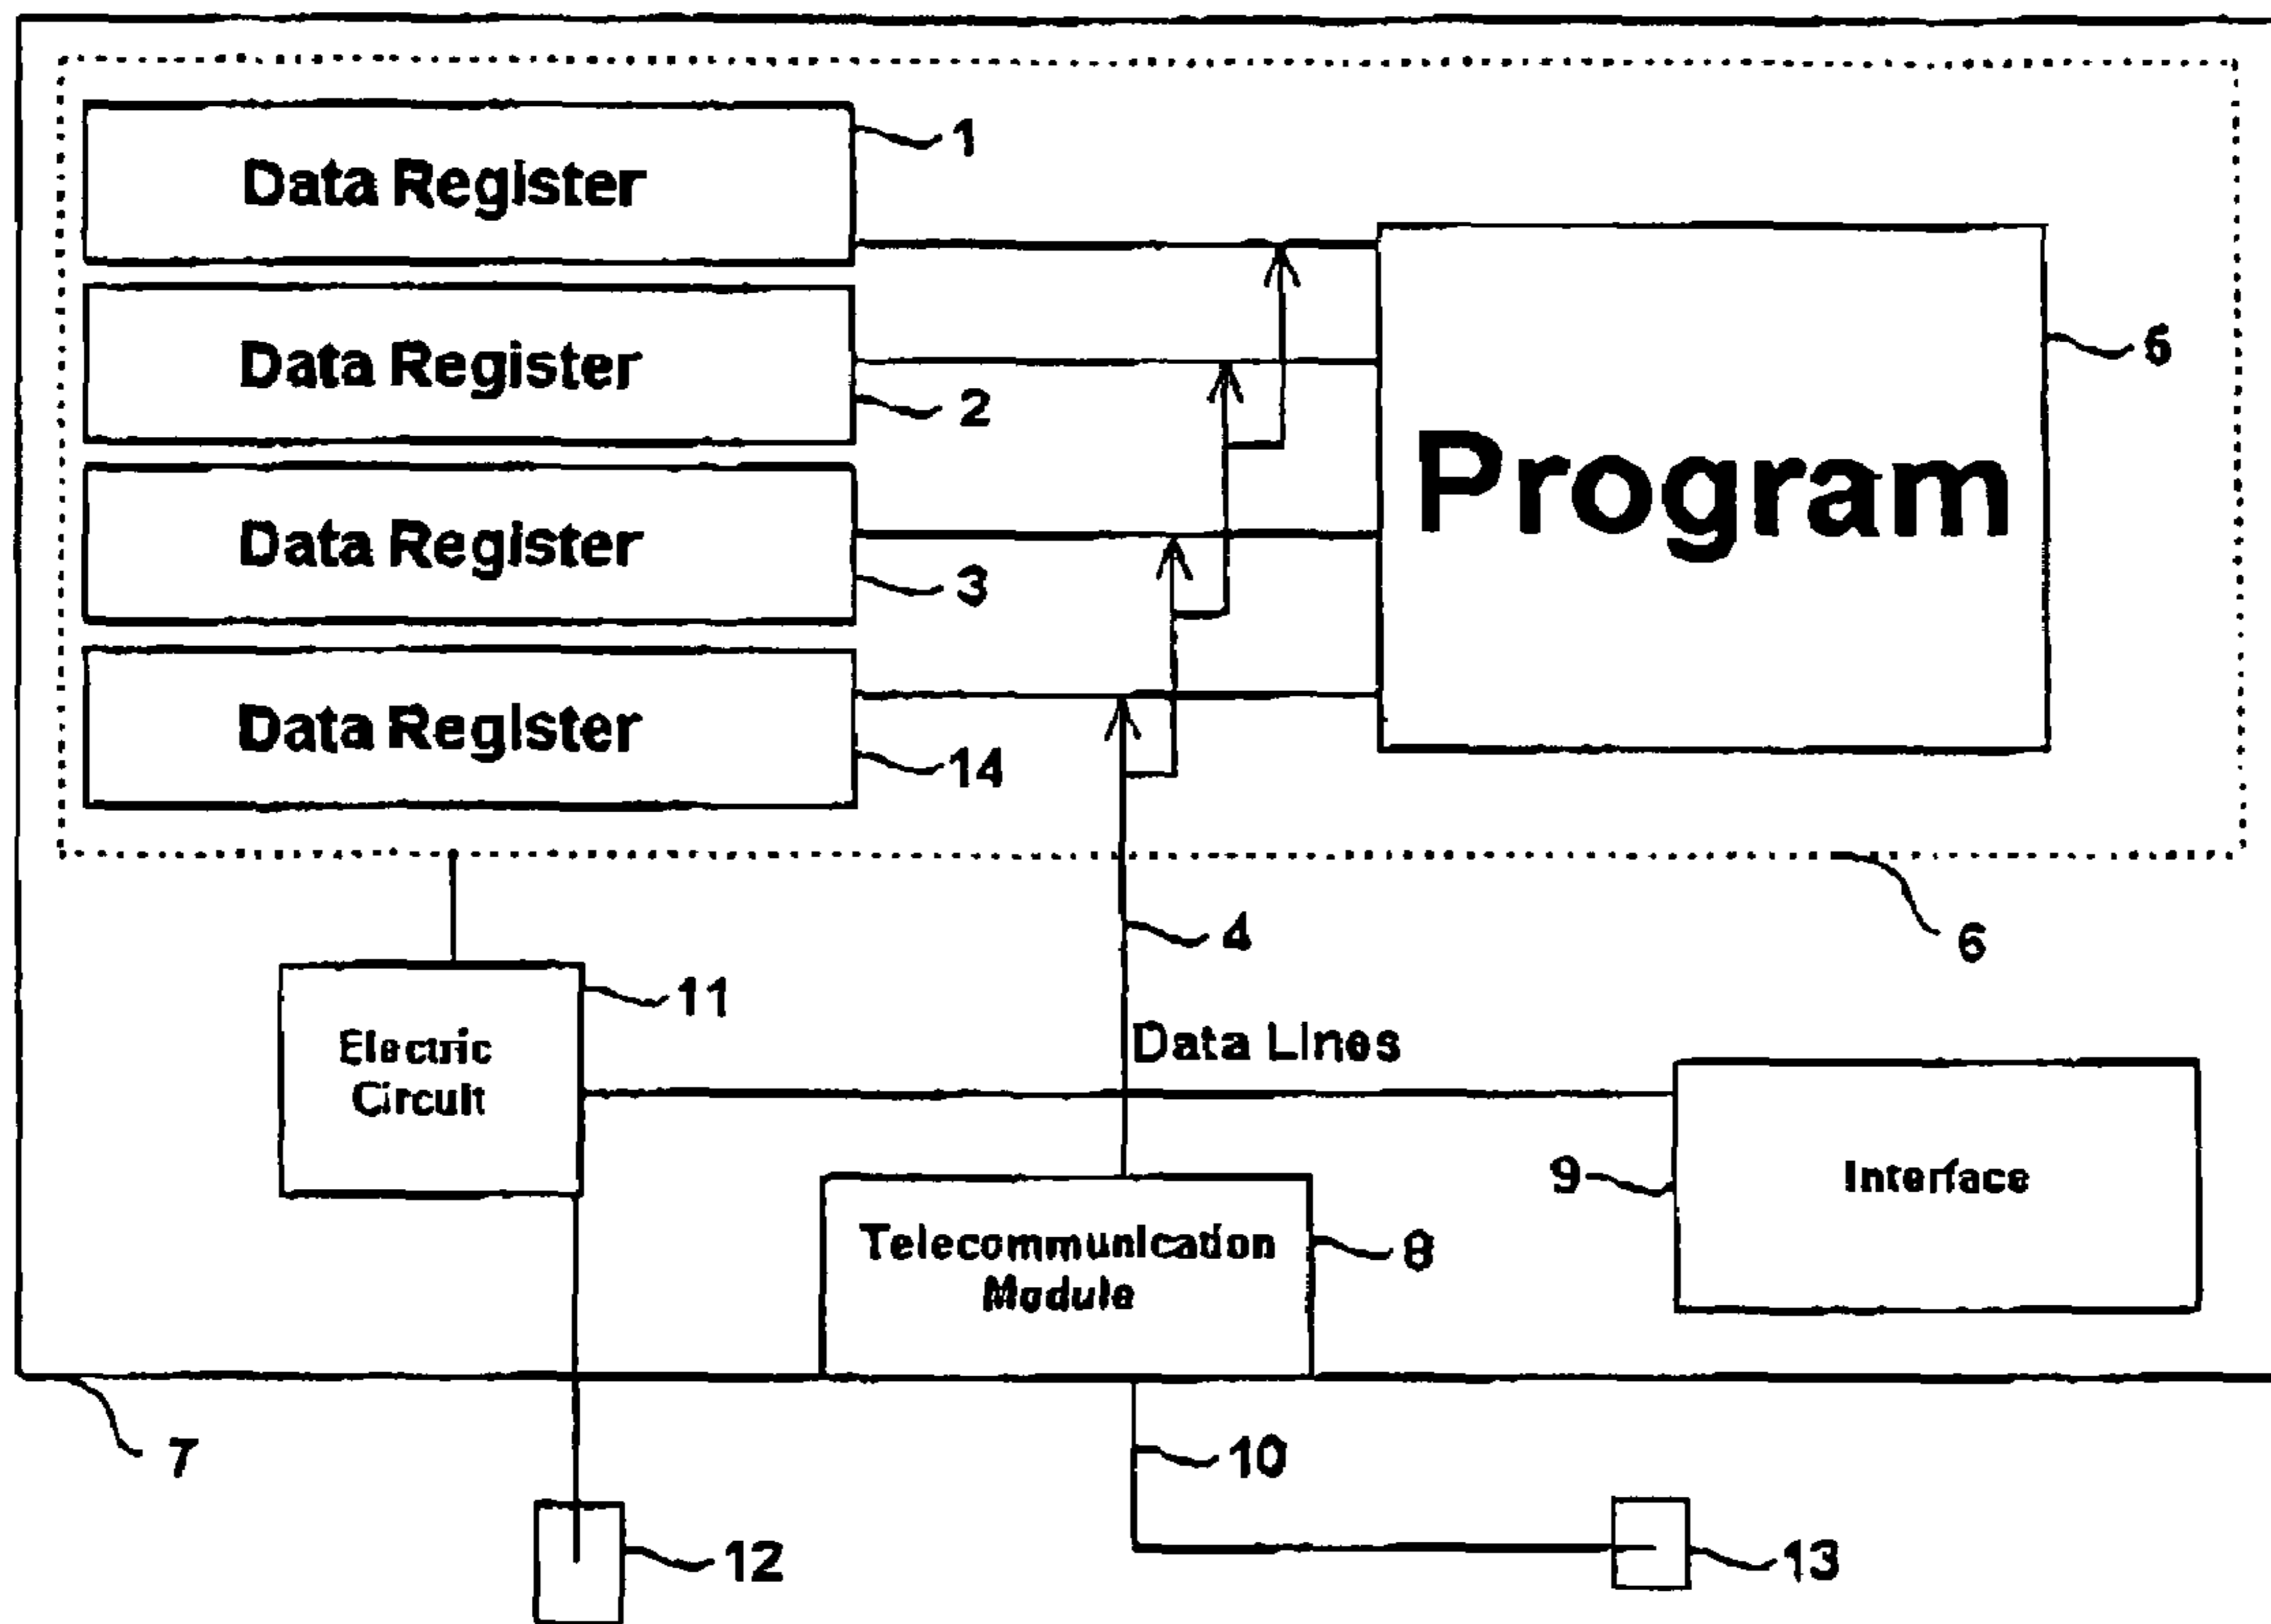 Data Register
1
Data Register
2
Data Register
3
Data Register
14
Program
5
6
4
11
Electric
Circuit
Data Lines
9
Interface
Telecommunication
Module
8
7
10
12
13